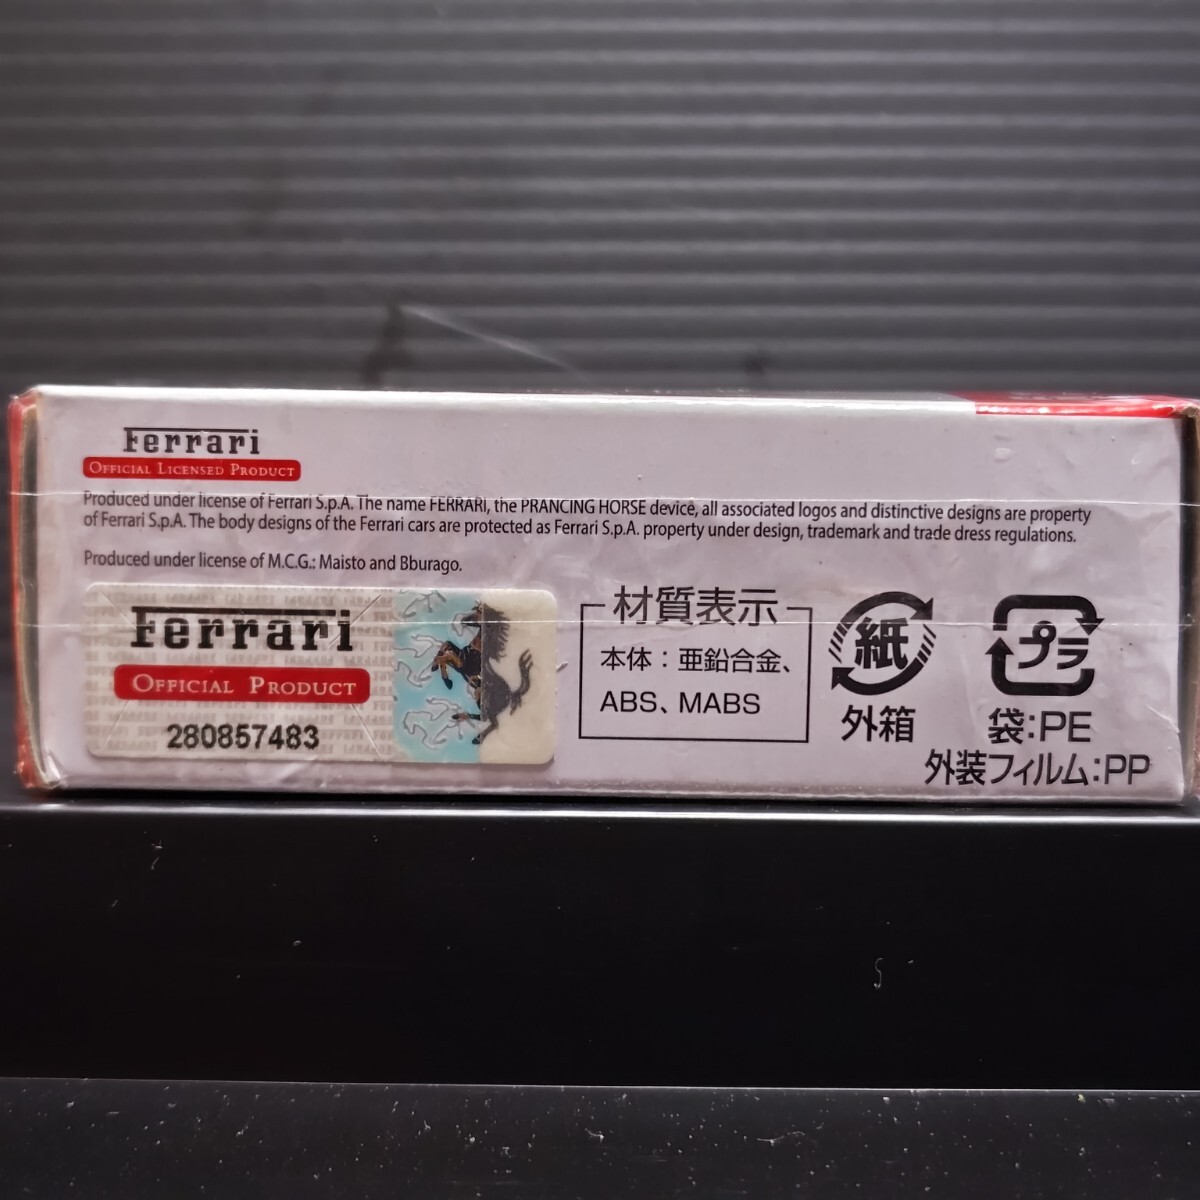 Ferrari
OFFICIAL LICENSED PRODUCT
Produced under license of Ferrari S.p.A. The name FERRARI, the PRANCING HORSE device, all associated logos and distinctive designs are property
of Ferrari S.p.A. The body designs of the Ferrari cars are protected as Ferrari S.p.A. property under design, trademark and trade dress regulations.
Produced under license of M.C.G.: Maisto and Bburago.
Ferrari
OFFICIAL PRODUCT
280857483
材質表示
本体：亜鉛合金、
ABS、MABS
紙
外箱
プラ
袋:PE
外装フィルム:PP